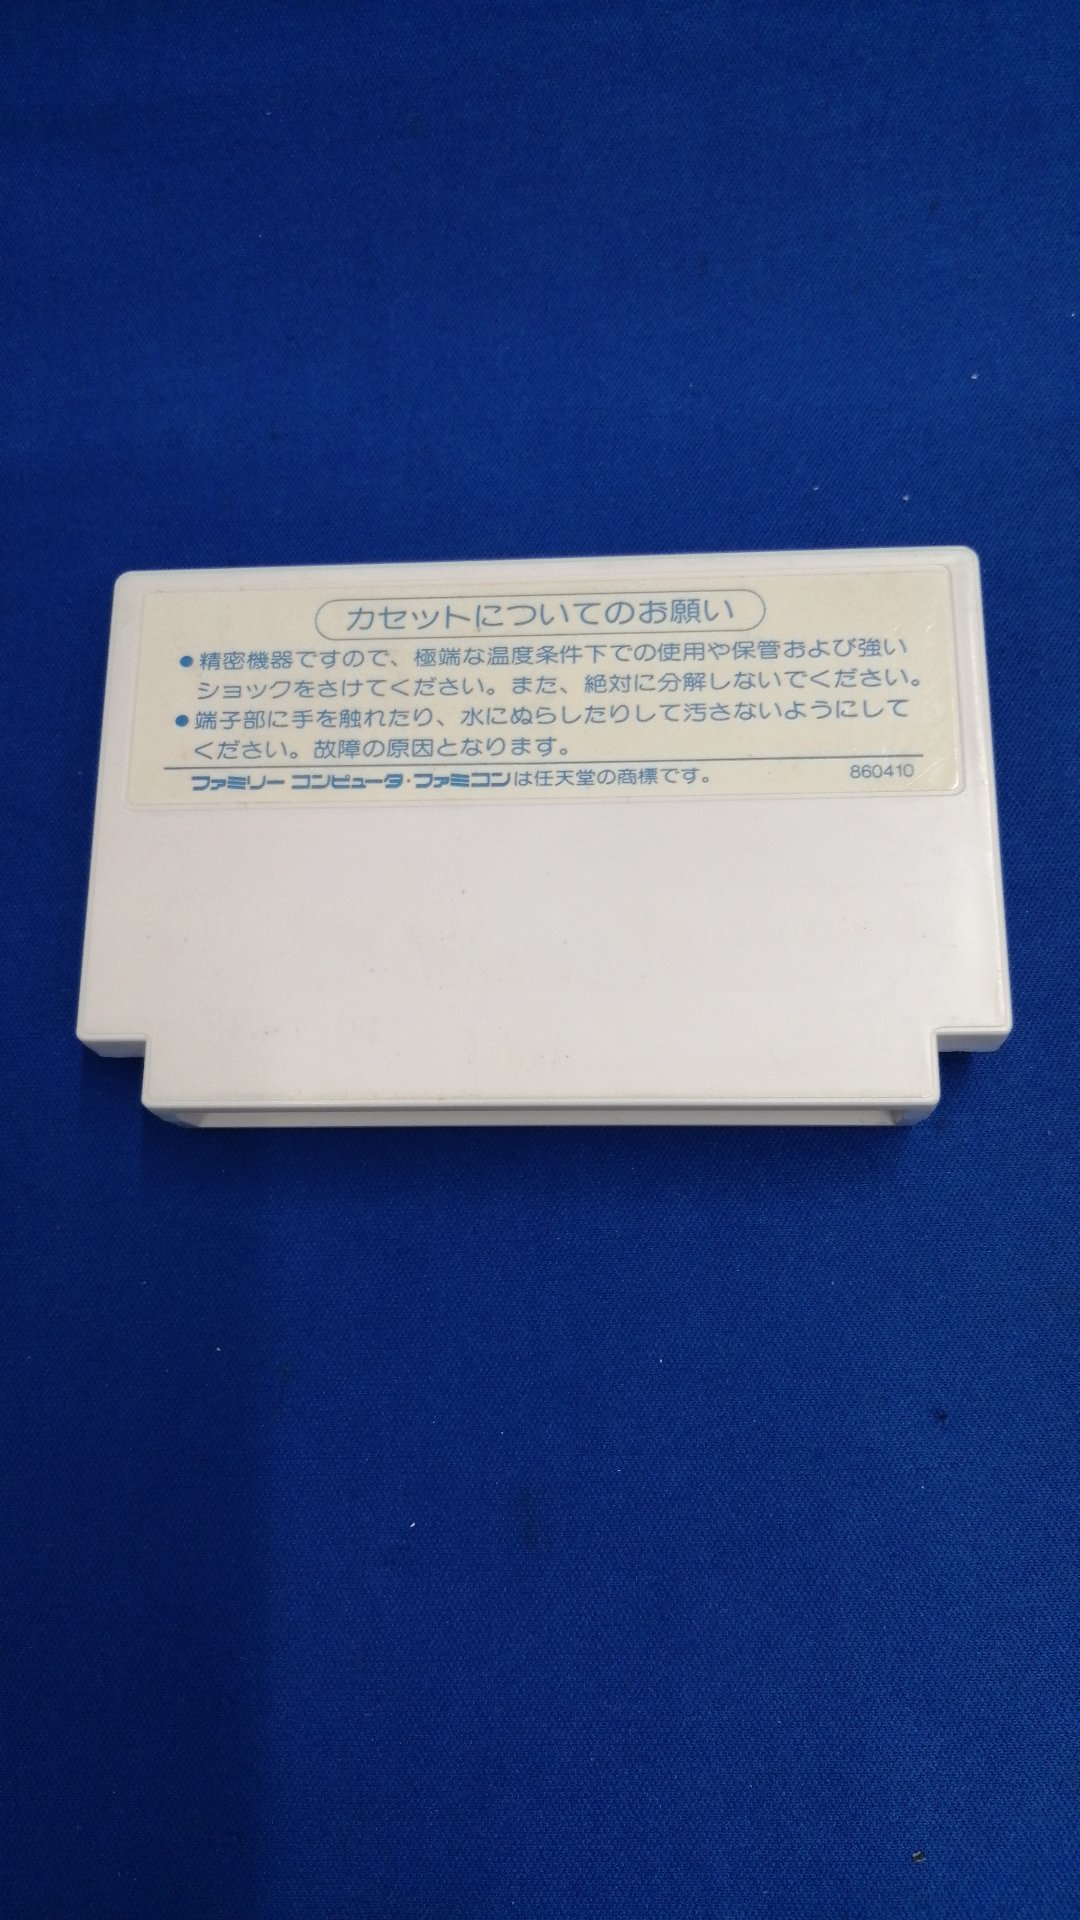 カセットについてのお願い
●精密機器ですので、極端な温度条件下での使用や保管および強い
ショックをさけてください。また、絶対に分解しないでください。
●端子部に手を触れたり、水にぬらしたりして汚さないようにして
ください。故障の原因となります。
ファミリー コンピュータ・ファミコンは任天堂の商標です。 860410